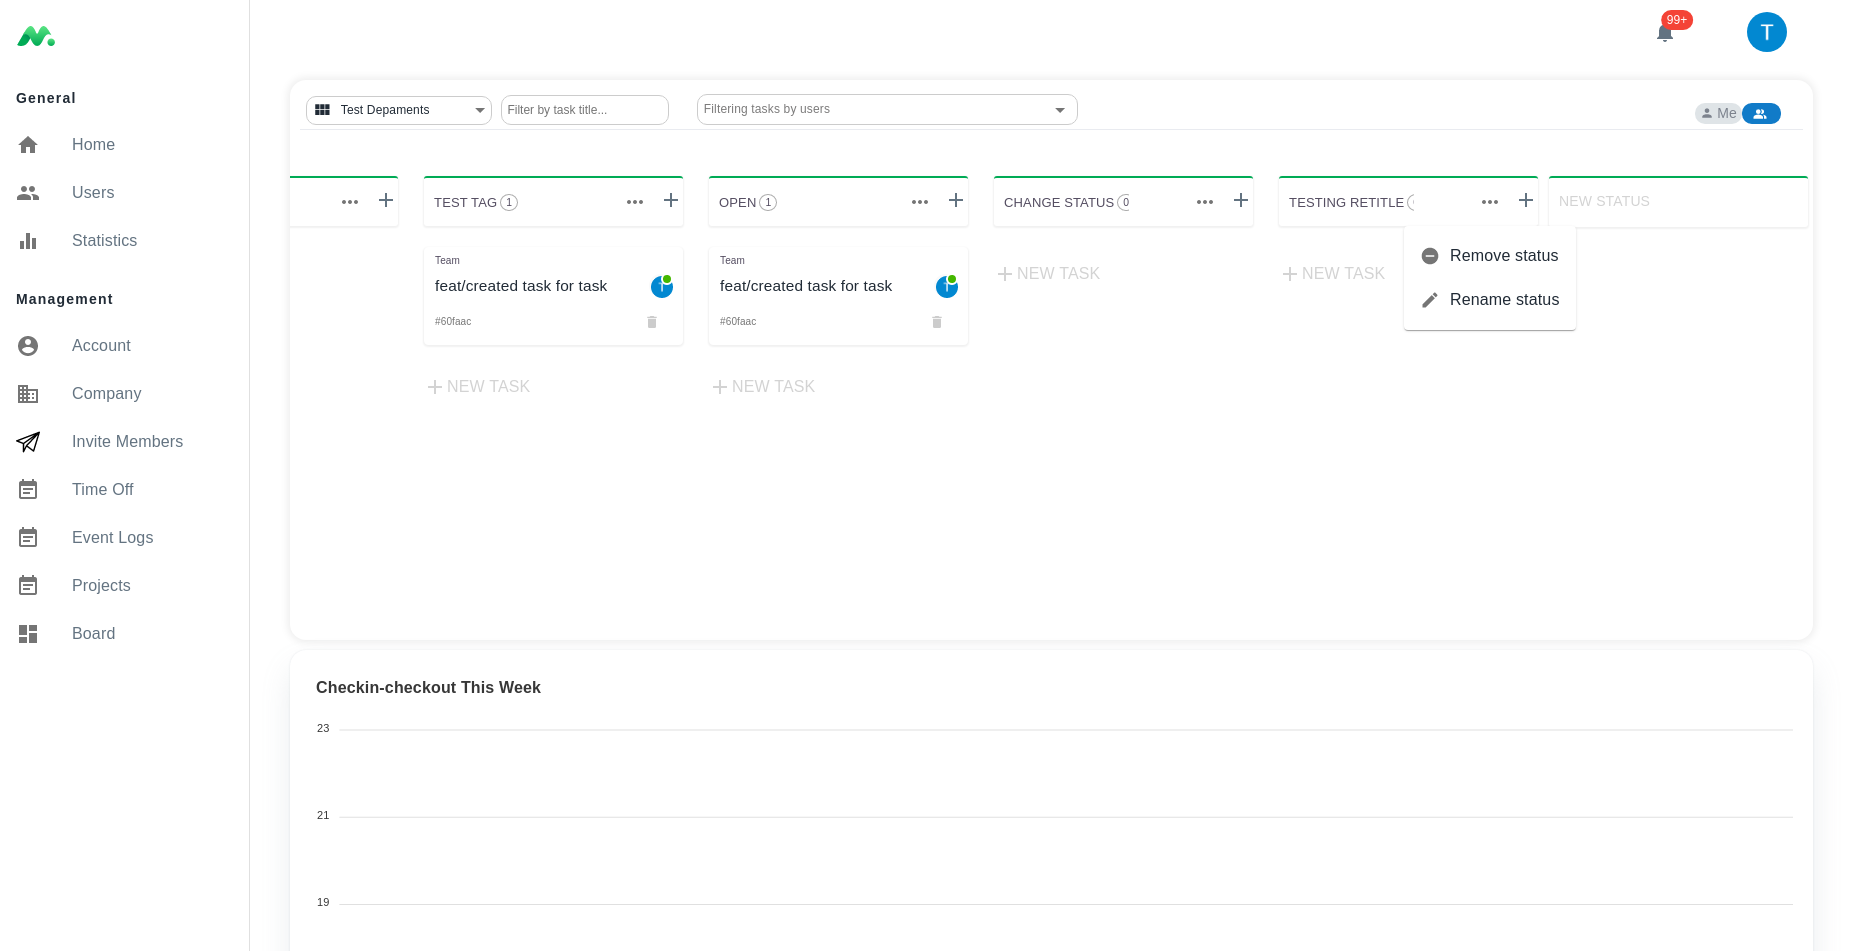 99+
T
General
Home
Users
Statistics
Management
Account
Company
Invite Members
Time Off
Event Logs
Projects
Board
Test Depaments
Filter by task title...
Filtering tasks by users
Me
TEST TAG 1
OPEN 1
CHANGE STATUS 0
TESTING RETITLE
NEW STATUS
Team
feat/created task for task
T
#60faac
NEW TASK
Team
feat/created task for task
T
#60faac
NEW TASK
NEW TASK
NEW TASK
Remove status
Rename status
Checkin-checkout This Week
23
21
19